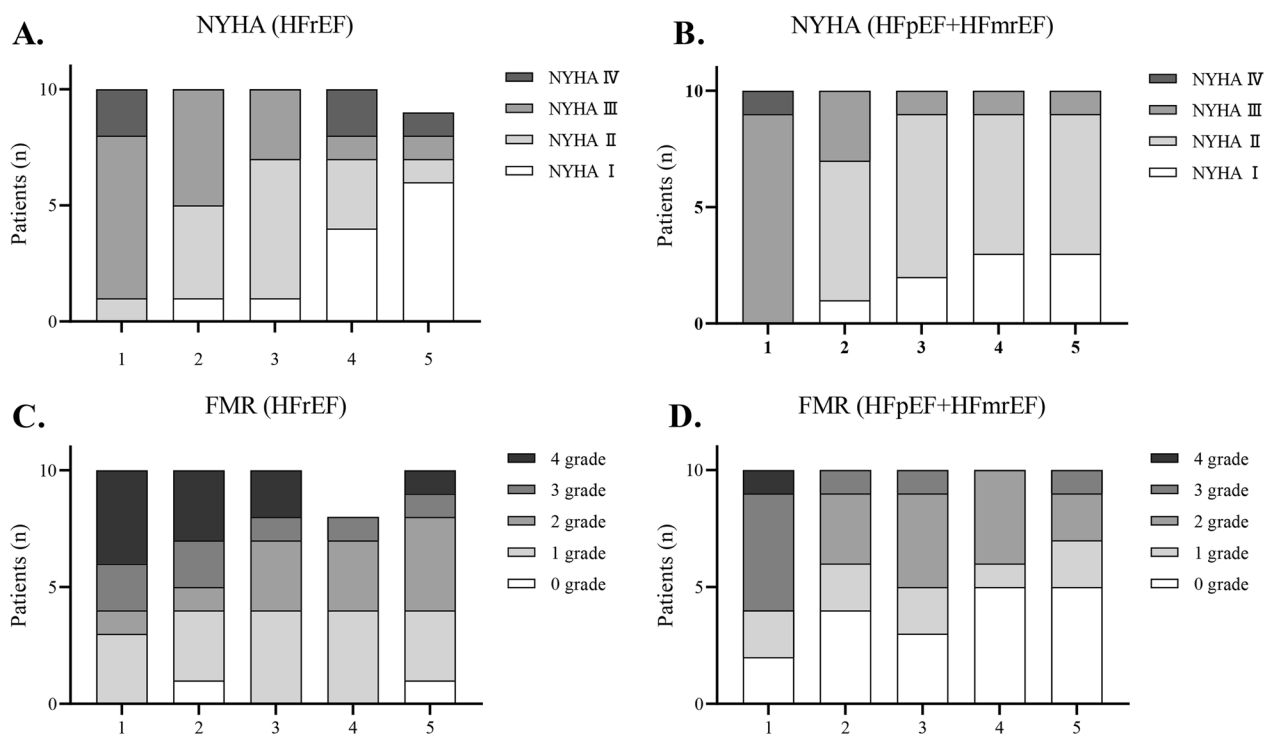 A.
NYHA (HFrEF)
NYHA Ⅳ
NYHA Ⅲ
NYHA Ⅱ
NYHA Ⅰ
Patients (n)
10
5
0
1 2 3 4 5
B.
NYHA (HFpEF+HFmrEF)
NYHA Ⅳ
NYHA Ⅲ
NYHA Ⅱ
NYHA Ⅰ
Patients (n)
10
5
0
1 2 3 4 5
C.
FMR (HFrEF)
4 grade
3 grade
2 grade
1 grade
0 grade
Patients (n)
10
5
0
1 2 3 4 5
D.
FMR (HFpEF+HFmrEF)
4 grade
3 grade
2 grade
1 grade
0 grade
Patients (n)
10
5
0
1 2 3 4 5